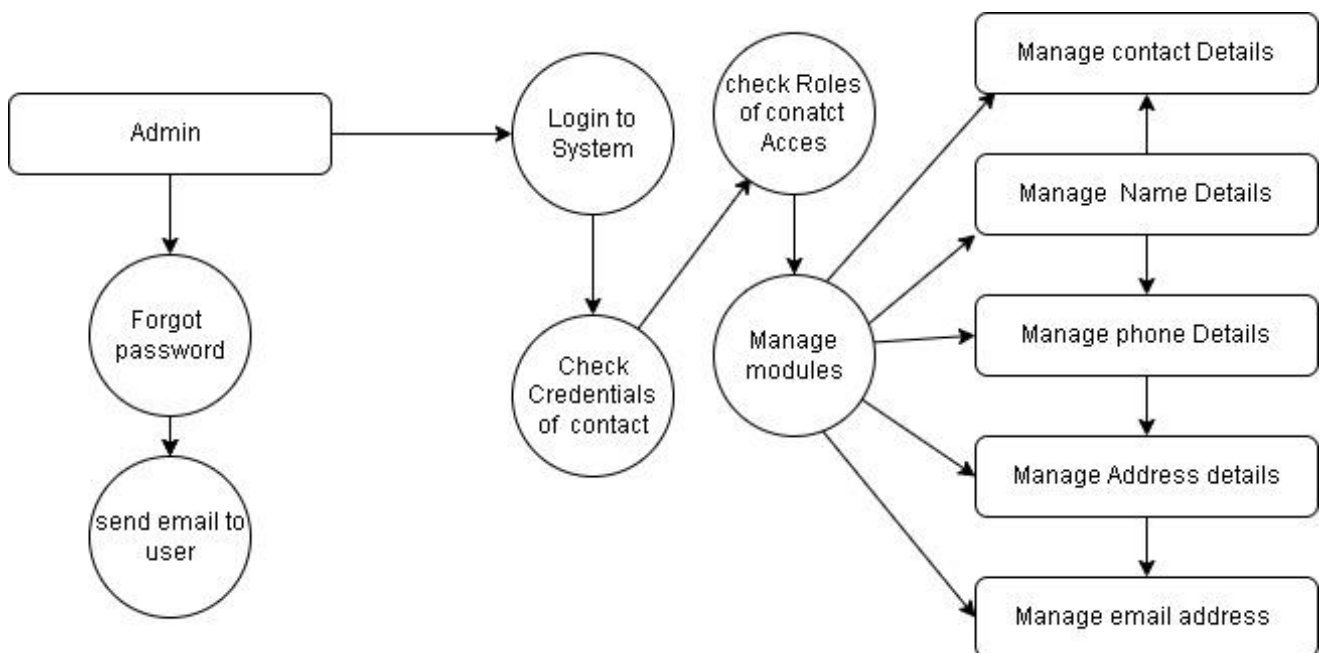 Admin
Forgot
password
send email to
user
Login to
System
Check
Credentials
of contact
check Roles
of conatct
Acces
Manage
modules
Manage contact Details
Manage Name Details
Manage phone Details
Manage Address details
Manage email address